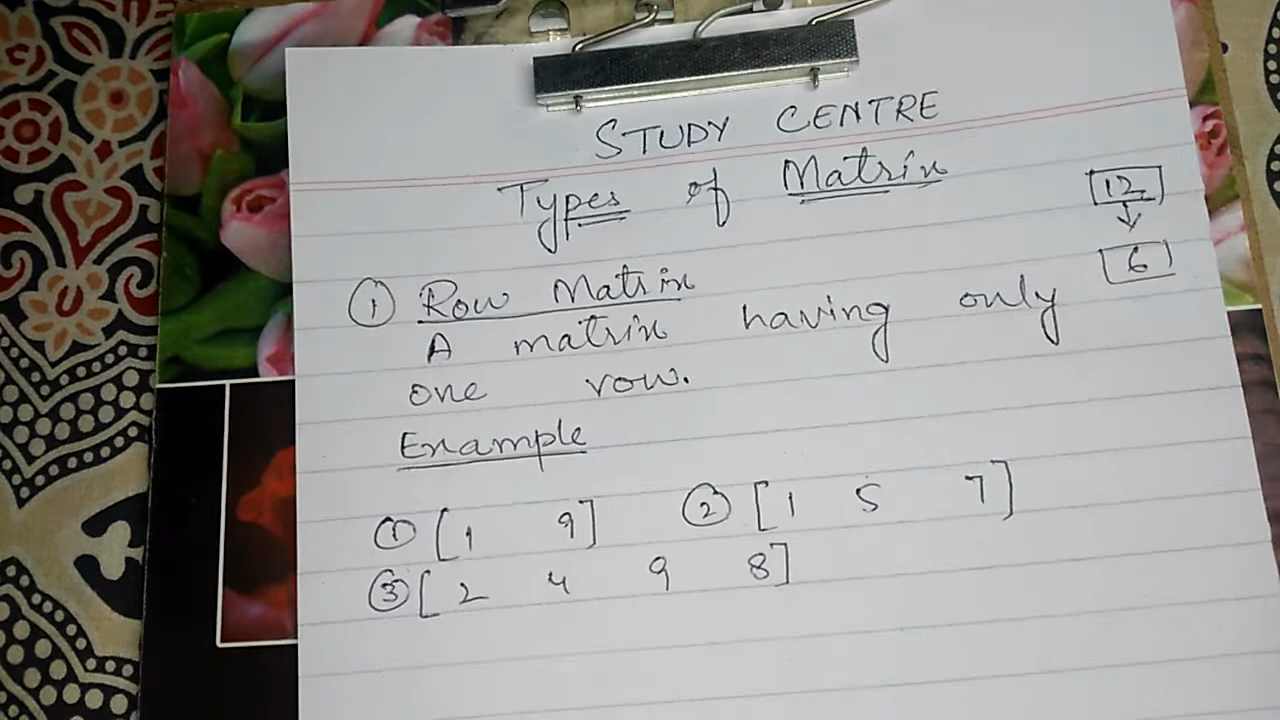 STUDY CENTRE
Types of Matrix
12
↓
6
① Row Matrix
A matrix having only
one row.
Example
① [1 9] ② [1 5 7]
③ [2 4 9 8]